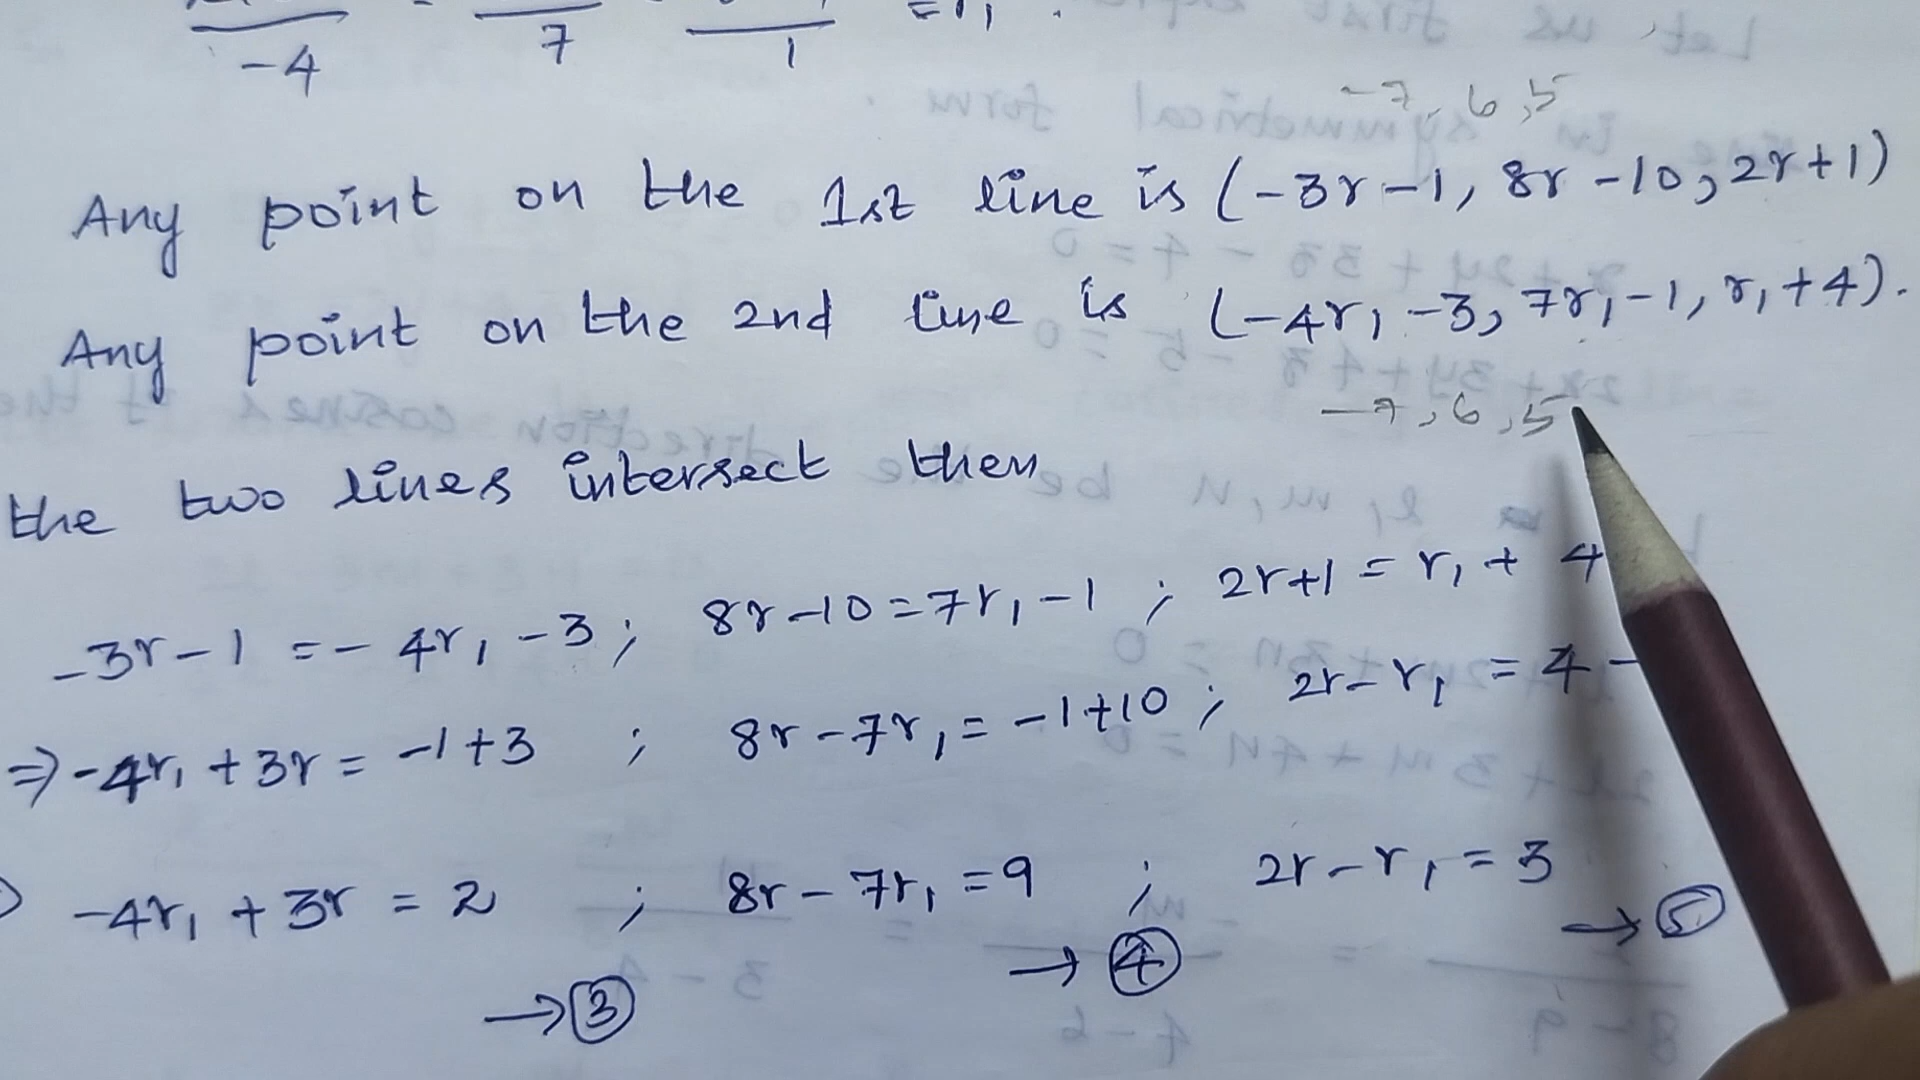 -4 7 1 = r₁
-7, 6, 5
Any point on the 1st line is (-3r-1, 8r-10, 2r+1)
Any point on the 2nd line is (-4r₁-3, 7r₁-1, r₁+4).
-7, 6, 5
the two lines intersect then
-3r-1 = -4r₁-3; 8r-10=7r₁-1; 2r+1=r₁+4
⇒ -4r₁+3r = -1+3; 8r-7r₁=-1+10; 2r-r₁=4-
-4r₁+3r = 2; 8r-7r₁=9; 2r-r₁=3
→③ →④ →⑤